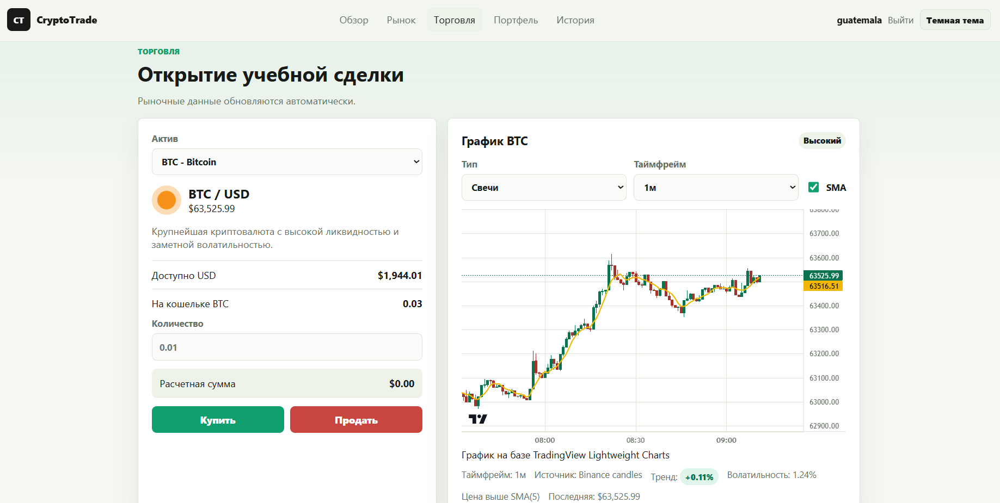 CT CryptoTrade Обзор Рынок Торговля Портфель История guatemala Выйти Темная тема
ТОРГОВЛЯ
Открытие учебной сделки
Рыночные данные обновляются автоматически.
Актив
BTC - Bitcoin
BTC / USD
$63,525.99
Крупнейшая криптовалюта с высокой ликвидностью и
заметной волатильностью.
Доступно USD $1,944.01
На кошельке BTC 0.03
Количество
0.01
Расчетная сумма $0.00
Купить Продать
График BTC Высокий
Тип Таймфрейм
Свечи 1м SMA
63800.00
63700.00
63600.00
63525.99
63516.51
63400.00
63300.00
63200.00
63100.00
63000.00
62900.00
08:00 08:30 09:00
График на базе TradingView Lightweight Charts
Таймфрейм: 1м Источник: Binance candles Тренд: +0.11% Волатильность: 1.24%
Цена выше SMA(5) Последняя: $63,525.99